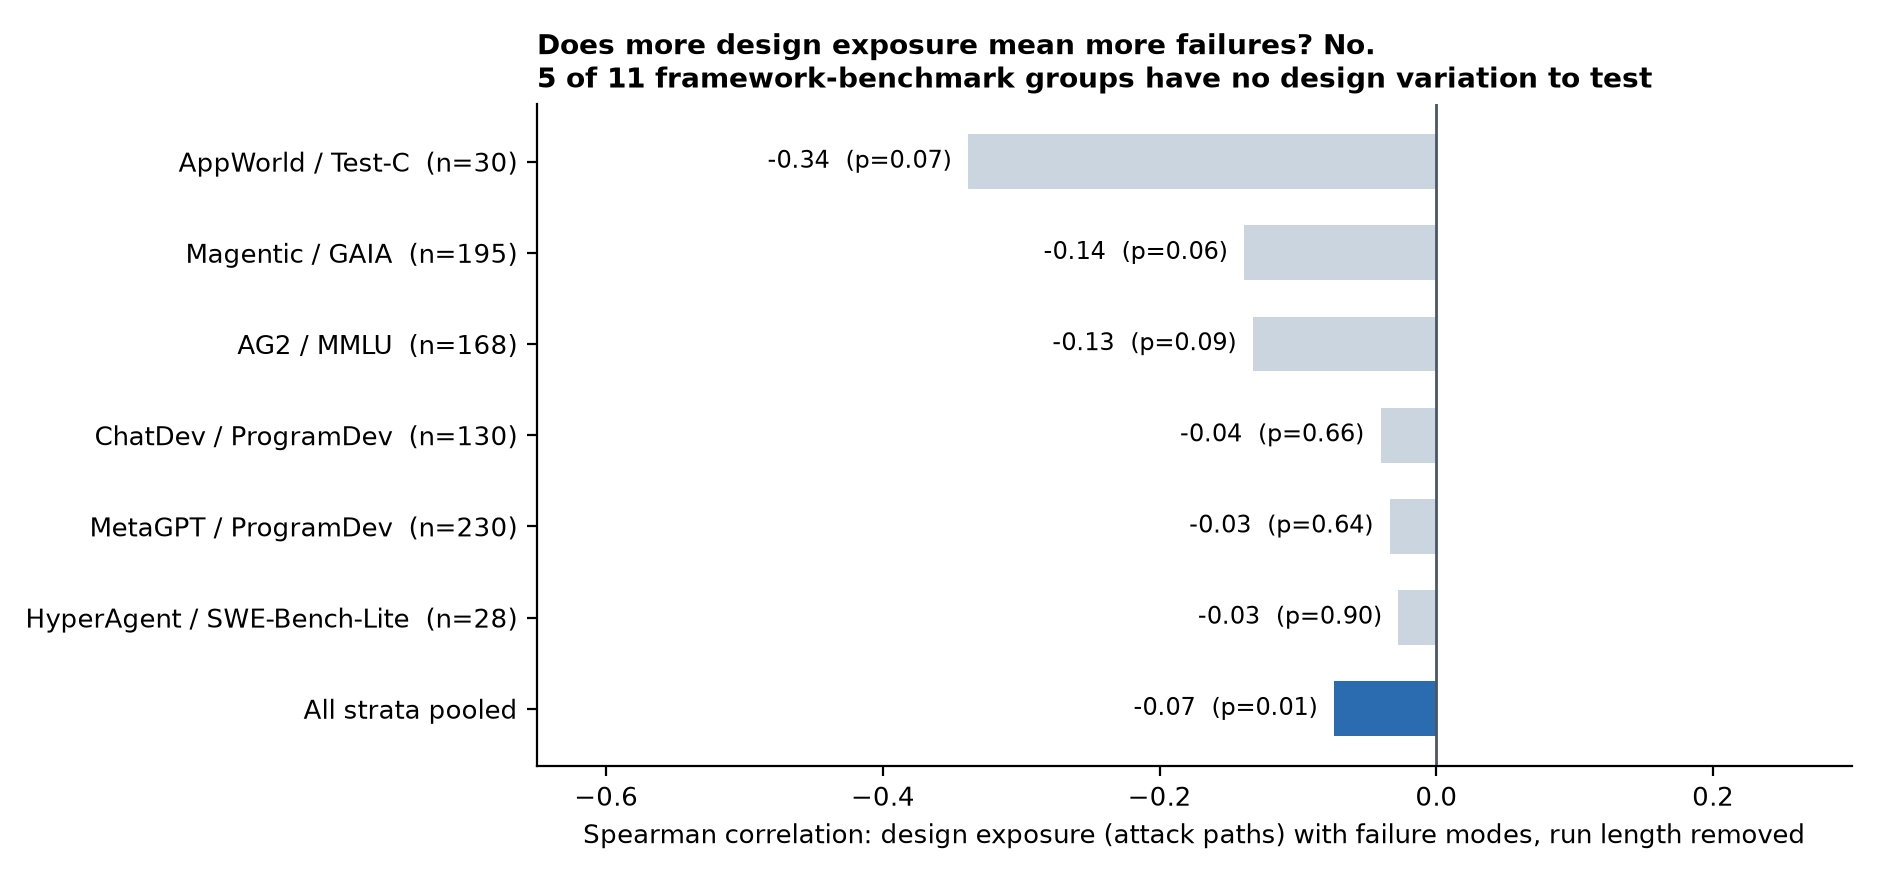 Does more design exposure mean more failures? No.
5 of 11 framework-benchmark groups have no design variation to test
AppWorld / Test-C (n=30)
-0.34 (p=0.07)
Magentic / GAIA (n=195)
-0.14 (p=0.06)
AG2 / MMLU (n=168)
-0.13 (p=0.09)
ChatDev / ProgramDev (n=130)
-0.04 (p=0.66)
MetaGPT / ProgramDev (n=230)
-0.03 (p=0.64)
HyperAgent / SWE-Bench-Lite (n=28)
-0.03 (p=0.90)
All strata pooled
-0.07 (p=0.01)
−0.6 −0.4 −0.2 0.0 0.2
Spearman correlation: design exposure (attack paths) with failure modes, run length removed